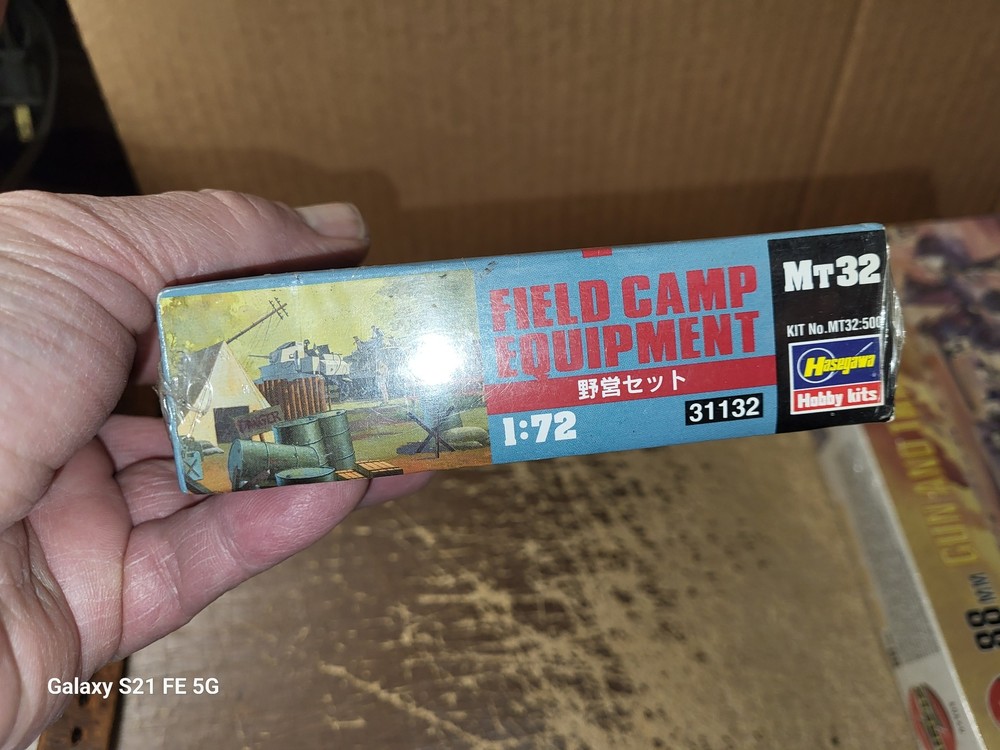 FIELD CAMP
EQUIPMENT
野営セット
1:72
31132
MT32
KIT No.MT32:500
Hasegawa
Hobby kits
DANGER
88 MM
Galaxy S21 FE 5G